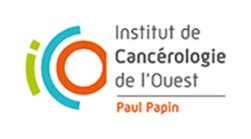 Institut de
Cancérologie
de l'Ouest
Paul Papin